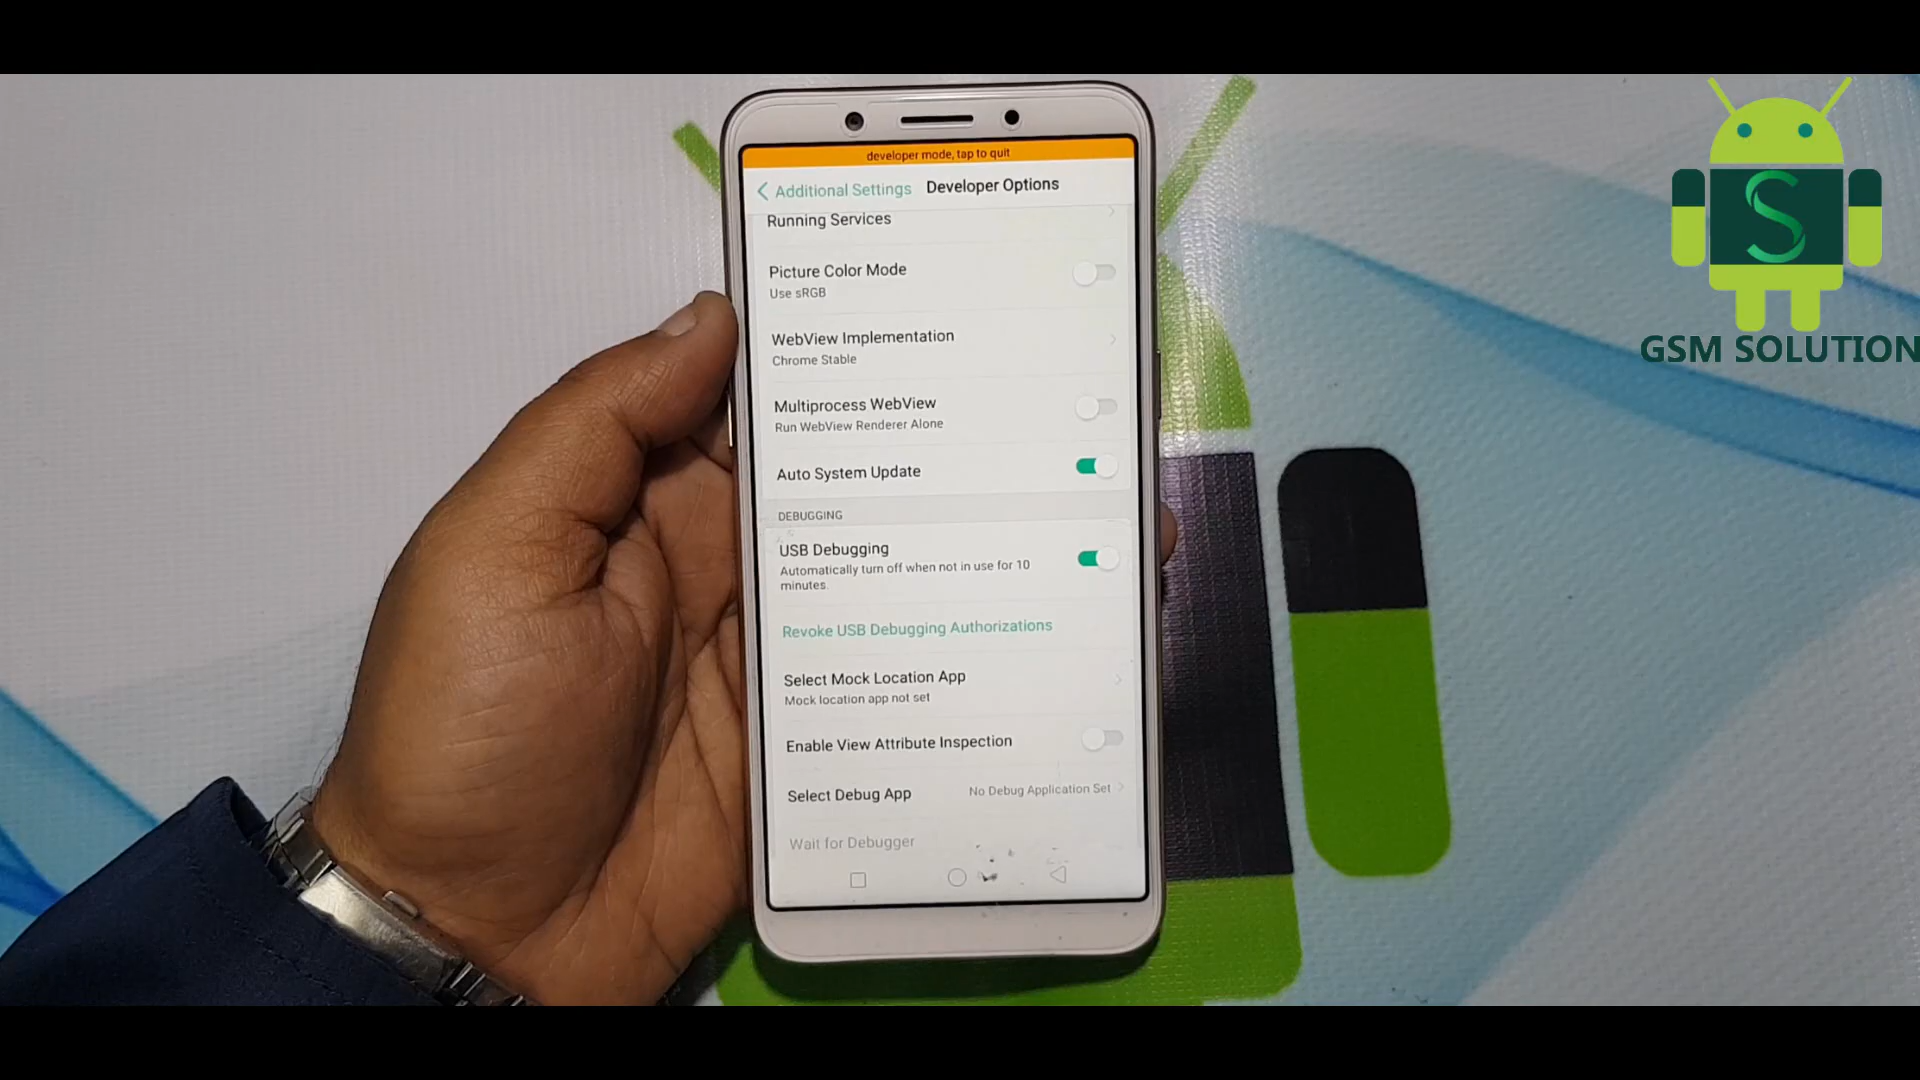 developer mode, tap to quit
Additional Settings Developer Options
Running Services
Picture Color Mode
Use sRGB
WebView Implementation
Chrome Stable
Multiprocess WebView
Run WebView Renderer Alone
Auto System Update
DEBUGGING
USB Debugging
Automatically turn off when not in use for 10
minutes.
Revoke USB Debugging Authorizations
Select Mock Location App
Mock location app not set
Enable View Attribute Inspection
Select Debug App No Debug Application Set
Wait for Debugger
S
GSM SOLUTION